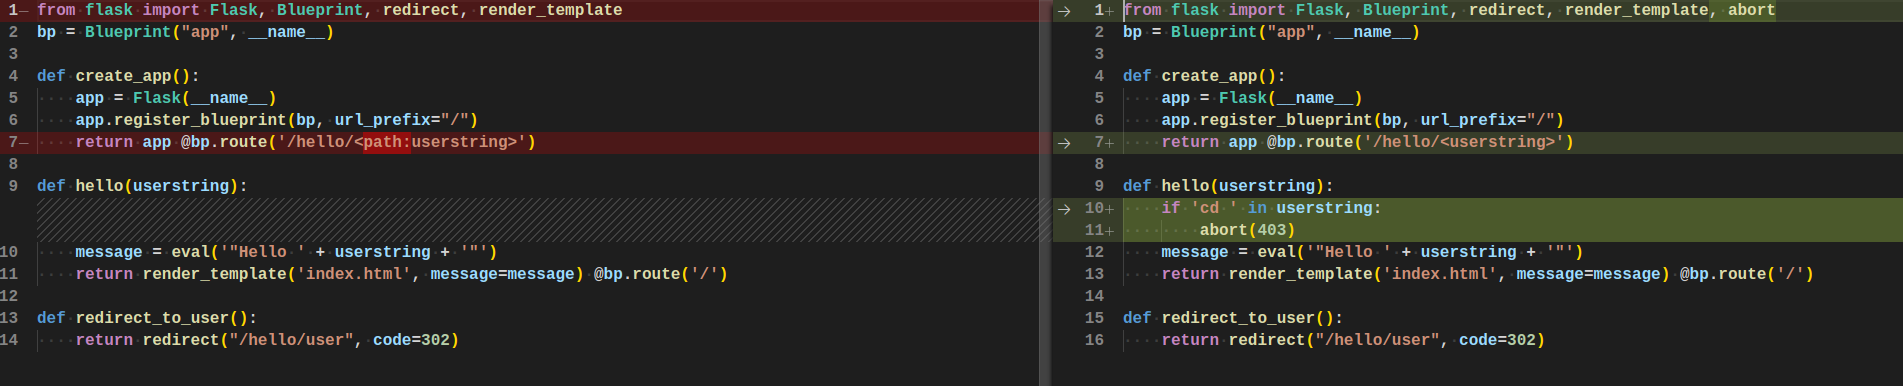 1— from flask import Flask, Blueprint, redirect, render_template
2 bp = Blueprint("app", __name__)
3
4 def create_app():
5 app = Flask(__name__)
6 app.register_blueprint(bp, url_prefix="/")
7— return app @bp.route('/hello/<path:userstring>')
8
9 def hello(userstring):
10 message = eval('"Hello ' + userstring + '"')
11 return render_template('index.html', message=message) @bp.route('/')
12
13 def redirect_to_user():
14 return redirect("/hello/user", code=302)
→ 1+ from flask import Flask, Blueprint, redirect, render_template, abort
2 bp = Blueprint("app", __name__)
3
4 def create_app():
5 app = Flask(__name__)
6 app.register_blueprint(bp, url_prefix="/")
→ 7+ return app @bp.route('/hello/<userstring>')
8
9 def hello(userstring):
→ 10+ if 'cd ' in userstring:
11+ abort(403)
12 message = eval('"Hello ' + userstring + '"')
13 return render_template('index.html', message=message) @bp.route('/')
14
15 def redirect_to_user():
16 return redirect("/hello/user", code=302)